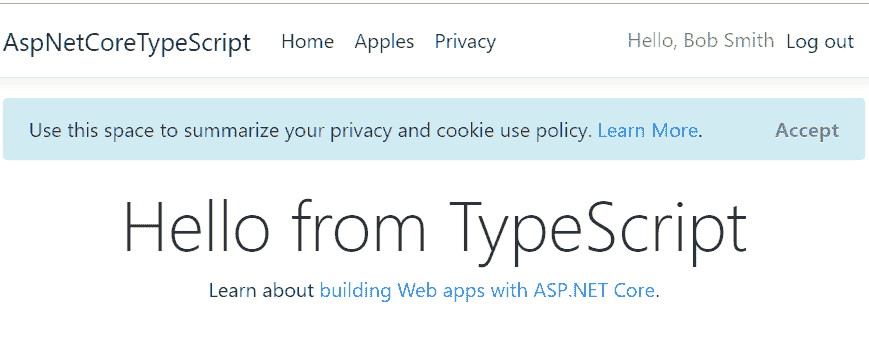 AspNetCoreTypeScript Home Apples Privacy Hello, Bob Smith Log out
Use this space to summarize your privacy and cookie use policy. Learn More. Accept
Hello from TypeScript
Learn about building Web apps with ASP.NET Core.